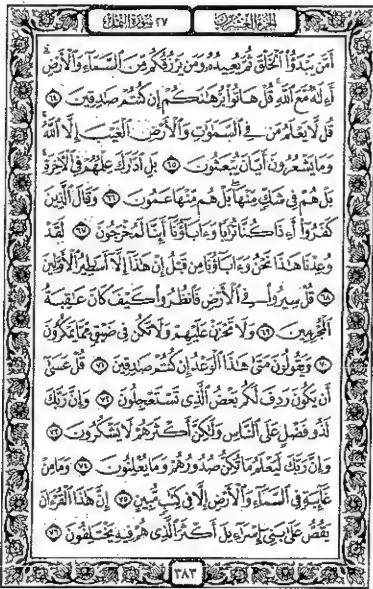 الجزء العشرون ٢٧ سورة النمل
أَمَّن يَبْدَؤُا۟ ٱلْخَلْقَ ثُمَّ يُعِيدُهُۥ وَمَن يَرْزُقُكُم مِّنَ ٱلسَّمَآءِ وَٱلْأَرْضِ
أَءِلَٰهٌ مَّعَ ٱللَّهِ قُلْ هَاتُوا۟ بُرْهَٰنَكُمْ إِن كُنتُمْ صَٰدِقِينَ ٦٤
قُل لَّا يَعْلَمُ مَن فِى ٱلسَّمَٰوَٰتِ وَٱلْأَرْضِ ٱلْغَيْبَ إِلَّا ٱللَّهُ
وَمَا يَشْعُرُونَ أَيَّانَ يُبْعَثُونَ ٦٥ بَلِ ٱدَّٰرَكَ عِلْمُهُمْ فِى ٱلْءَاخِرَةِ
بَلْ هُمْ فِى شَكٍّ مِّنْهَا بَلْ هُم مِّنْهَا عَمُونَ ٦٦ وَقَالَ ٱلَّذِينَ
كَفَرُوٓا۟ أَءِذَا كُنَّا تُرَٰبًا وَءَابَآؤُنَآ أَئِنَّا لَمُخْرَجُونَ ٦٧ لَقَدْ
وُعِدْنَا هَٰذَا نَحْنُ وَءَابَآؤُنَا مِن قَبْلُ إِنْ هَٰذَآ إِلَّآ أَسَٰطِيرُ ٱلْأَوَّلِينَ
٦٨ قُلْ سِيرُوا۟ فِى ٱلْأَرْضِ فَٱنظُرُوا۟ كَيْفَ كَانَ عَٰقِبَةُ
ٱلْمُجْرِمِينَ ٦٩ وَلَا تَحْزَنْ عَلَيْهِمْ وَلَا تَكُن فِى ضَيْقٍ مِّمَّا يَمْكُرُونَ
٧٠ وَيَقُولُونَ مَتَىٰ هَٰذَا ٱلْوَعْدُ إِن كُنتُمْ صَٰدِقِينَ ٧١ قُلْ عَسَىٰٓ
أَن يَكُونَ رَدِفَ لَكُم بَعْضُ ٱلَّذِى تَسْتَعْجِلُونَ ٧٢ وَإِنَّ رَبَّكَ
لَذُو فَضْلٍ عَلَى ٱلنَّاسِ وَلَٰكِنَّ أَكْثَرَهُمْ لَا يَشْكُرُونَ ٧٣
وَإِنَّ رَبَّكَ لَيَعْلَمُ مَا تُكِنُّ صُدُورُهُمْ وَمَا يُعْلِنُونَ ٧٤ وَمَا مِنْ
غَآئِبَةٍ فِى ٱلسَّمَآءِ وَٱلْأَرْضِ إِلَّا فِى كِتَٰبٍ مُّبِينٍ ٧٥ إِنَّ هَٰذَا ٱلْقُرْءَانَ
يَقُصُّ عَلَىٰ بَنِىٓ إِسْرَٰٓءِيلَ أَكْثَرَ ٱلَّذِى هُمْ فِيهِ يَخْتَلِفُونَ ٧٦
٣٨٣